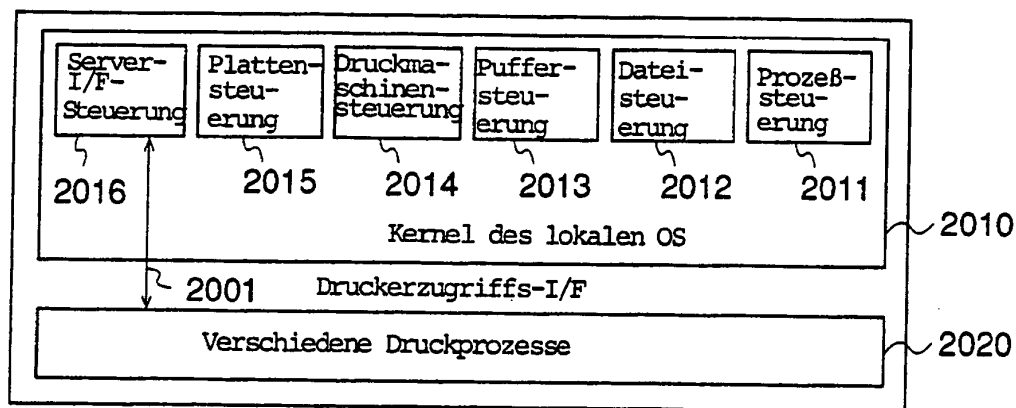 Server-
I/F-
Steuerung
Platten-
steu-
erung
Druckma-
schinen-
steuerung
Puffer-
steu-
erung
Datei-
steu-
erung
Prozeß-
steu-
erung
2016
2015
2014
2013
2012
2011
Kernel des lokalen OS
2010
2001
Druckerzugriffs-I/F
Verschiedene Druckprozesse
2020